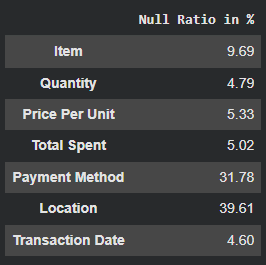 Null Ratio in %
Item 9.69
Quantity 4.79
Price Per Unit 5.33
Total Spent 5.02
Payment Method 31.78
Location 39.61
Transaction Date 4.60